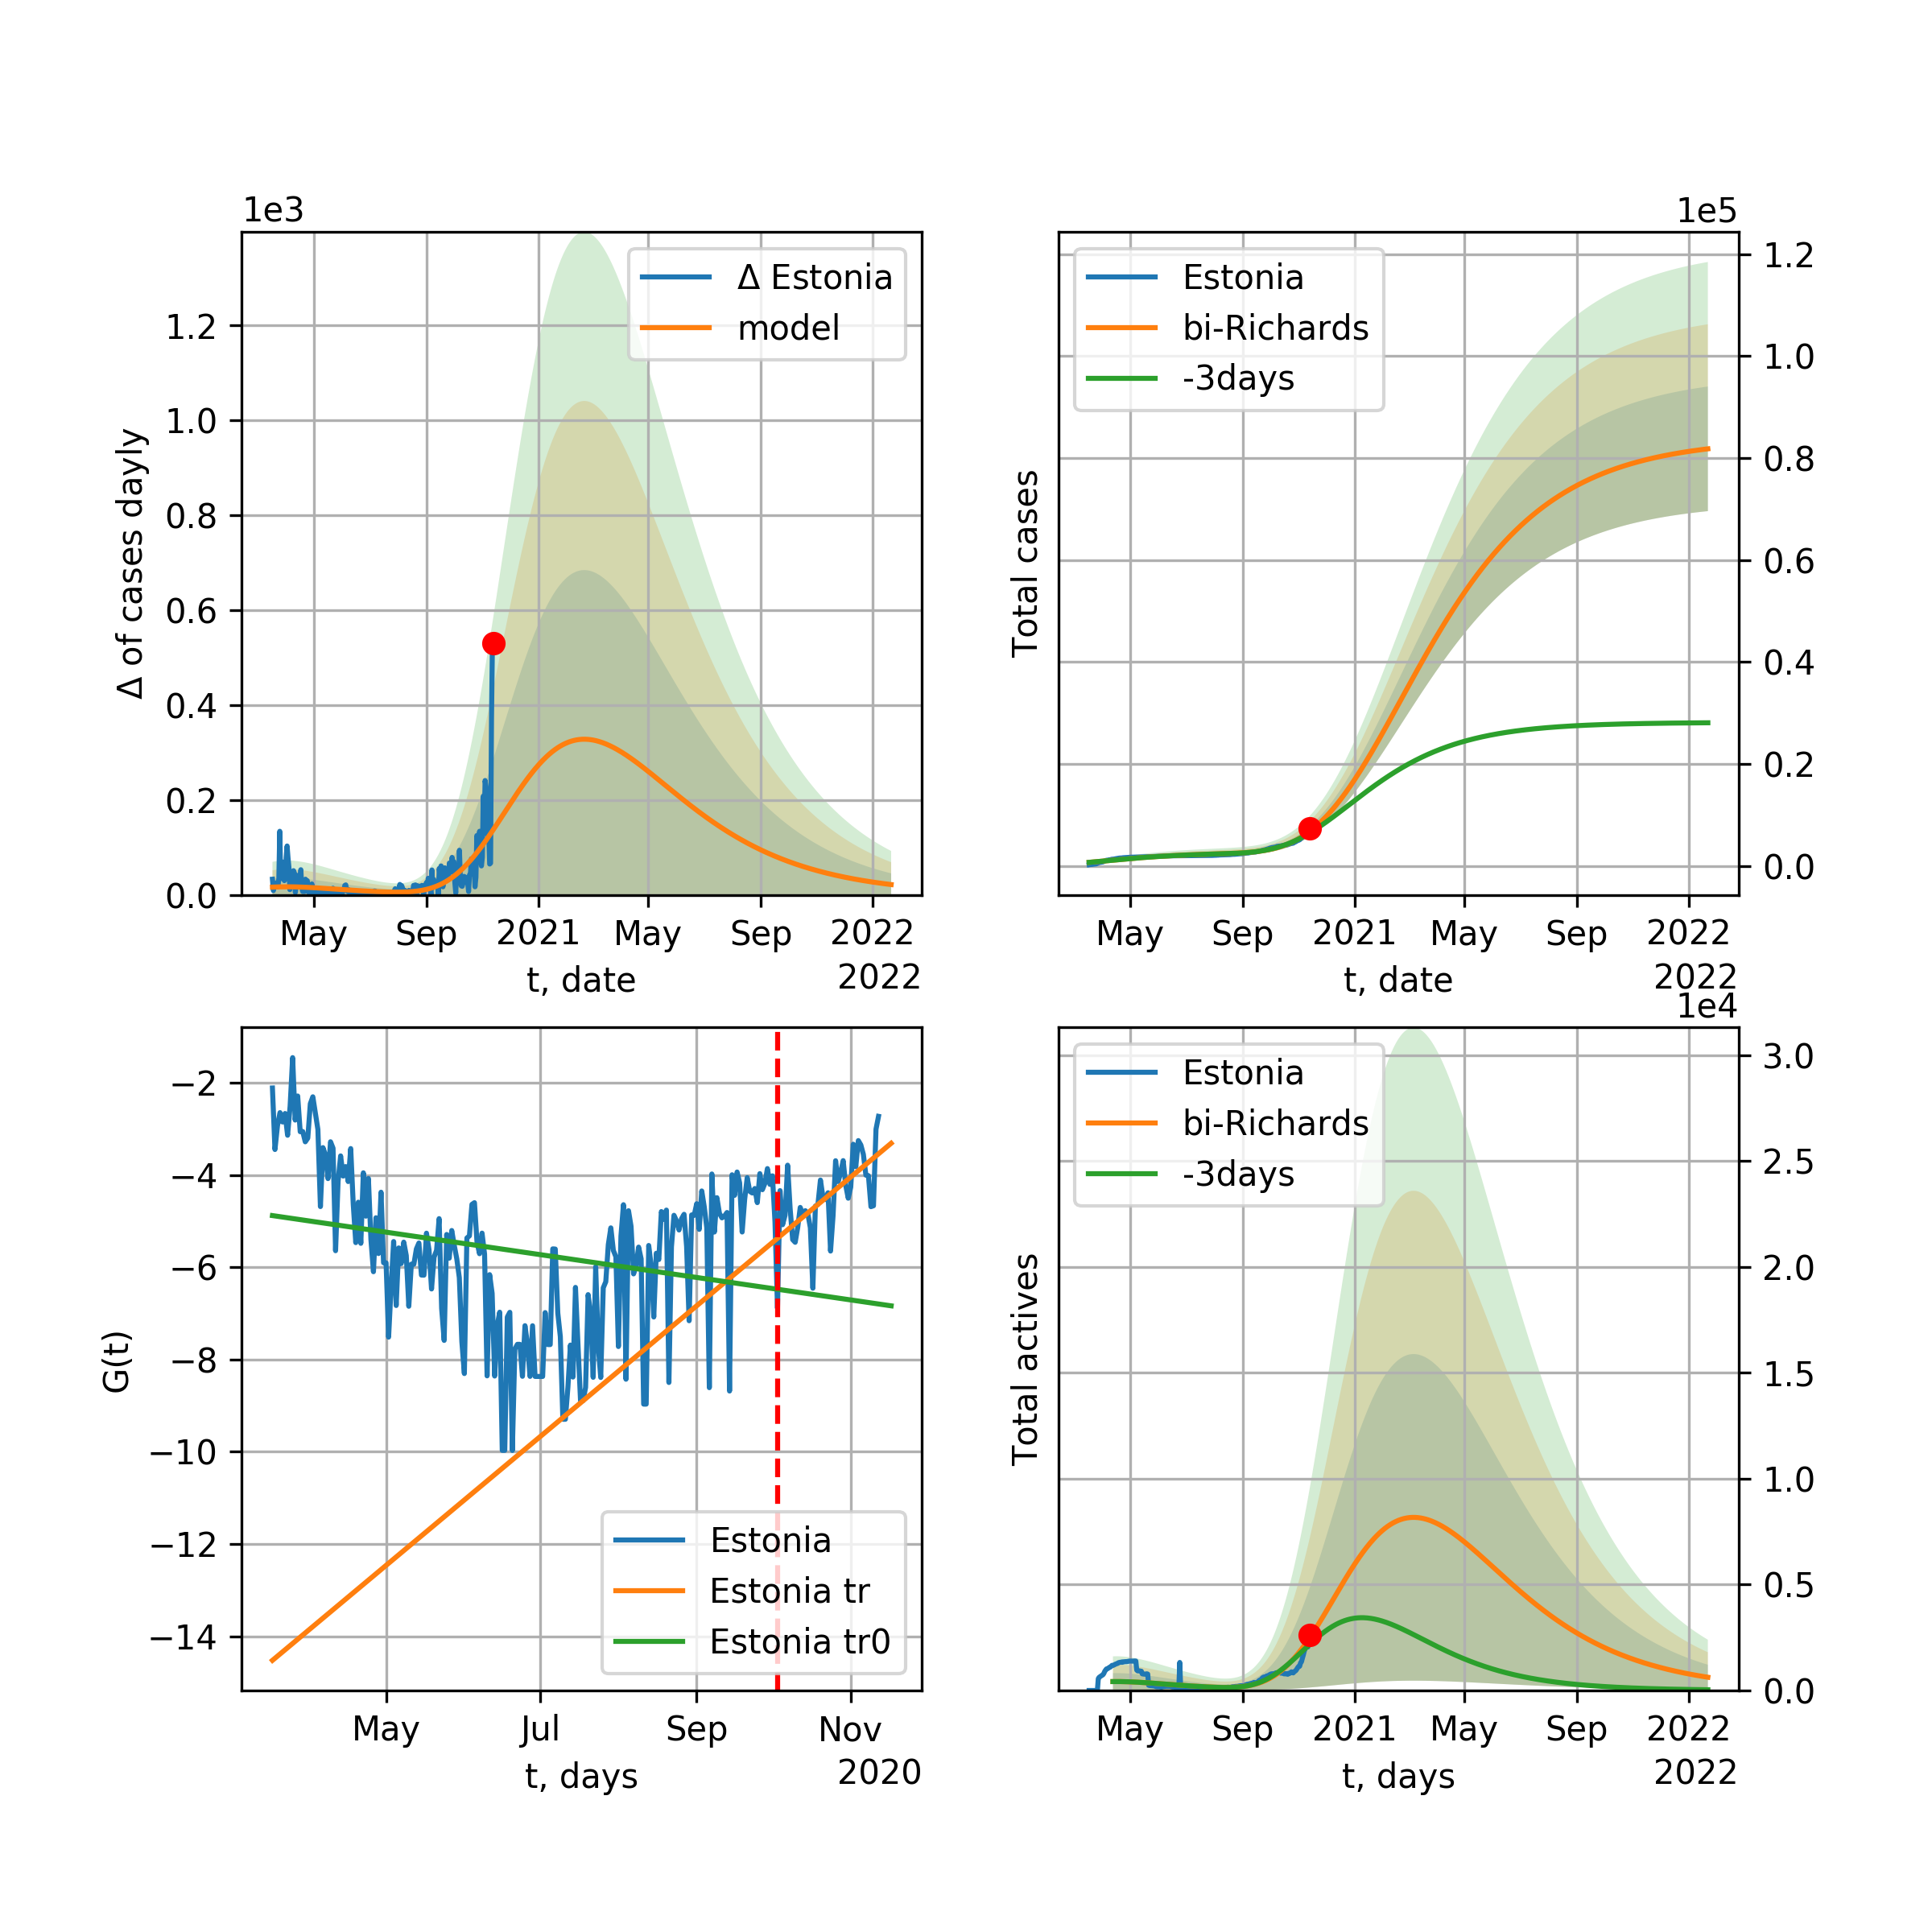 1e3
Δ of cases dayly
1.2
1.0
0.8
0.6
0.4
0.2
0.0
Δ Estonia
model
May Sep 2021 May Sep 2022
t, date
2022
1e5
Total cases
1.2
1.0
0.8
0.6
0.4
0.2
0.0
Estonia
bi-Richards
-3days
May Sep 2021 May Sep 2022
t, date
2022
G(t)
−2
−4
−6
−8
−10
−12
−14
Estonia
Estonia tr
Estonia tr0
May Jul Sep Nov
t, days
2020
1e4
Total actives
3.0
2.5
2.0
1.5
1.0
0.5
0.0
Estonia
bi-Richards
-3days
May Sep 2021 May Sep 2022
t, days
2022